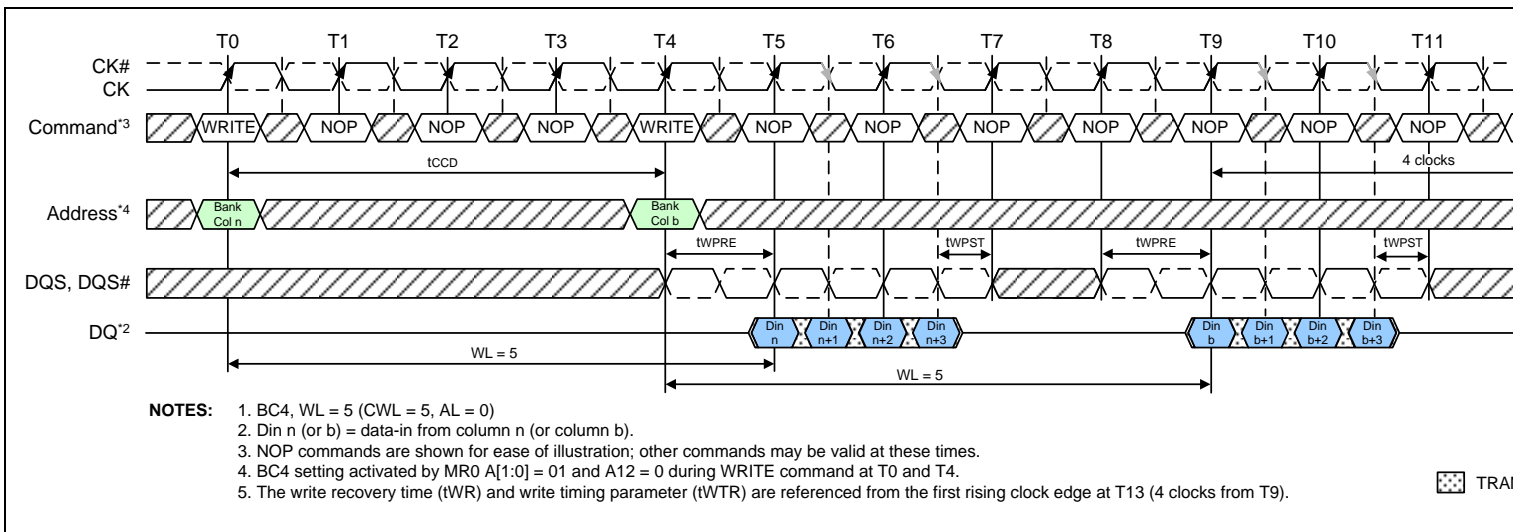 T0 T1 T2 T3 T4 T5 T6 T7 T8 T9 T10 T11
CK#
CK
Command*3 WRITE NOP NOP NOP WRITE NOP NOP NOP NOP NOP NOP NOP
tCCD 4 clocks
Address*4 Bank Col n Bank Col b
tWPRE tWPST tWPRE tWPST
DQS, DQS#
DQ*2 Din n Din n+1 Din n+2 Din n+3 Din b Din b+1 Din b+2 Din b+3
WL = 5 WL = 5
NOTES: 1. BC4, WL = 5 (CWL = 5, AL = 0)
2. Din n (or b) = data-in from column n (or column b).
3. NOP commands are shown for ease of illustration; other commands may be valid at these times.
4. BC4 setting activated by MR0 A[1:0] = 01 and A12 = 0 during WRITE command at T0 and T4.
5. The write recovery time (tWR) and write timing parameter (tWTR) are referenced from the first rising clock edge at T13 (4 clocks from T9).